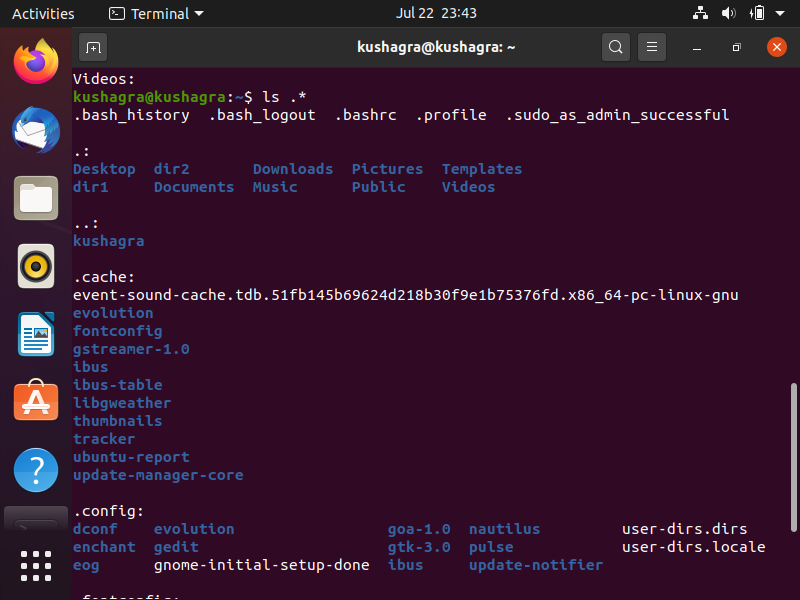 Activities Terminal Jul 22 23:43
kushagra@kushagra: ~
Videos:
kushagra@kushagra:~$ ls .*
.bash_history .bash_logout .bashrc .profile .sudo_as_admin_successful
.:
Desktop dir2 Downloads Pictures Templates
dir1 Documents Music Public Videos
..:
kushagra
.cache:
event-sound-cache.tdb.51fb145b69624d218b30f9e1b75376fd.x86_64-pc-linux-gnu
evolution
fontconfig
gstreamer-1.0
ibus
ibus-table
libgweather
thumbnails
tracker
ubuntu-report
update-manager-core
.config:
dconf evolution goa-1.0 nautilus user-dirs.dirs
enchant gedit gtk-3.0 pulse user-dirs.locale
eog gnome-initial-setup-done ibus update-notifier